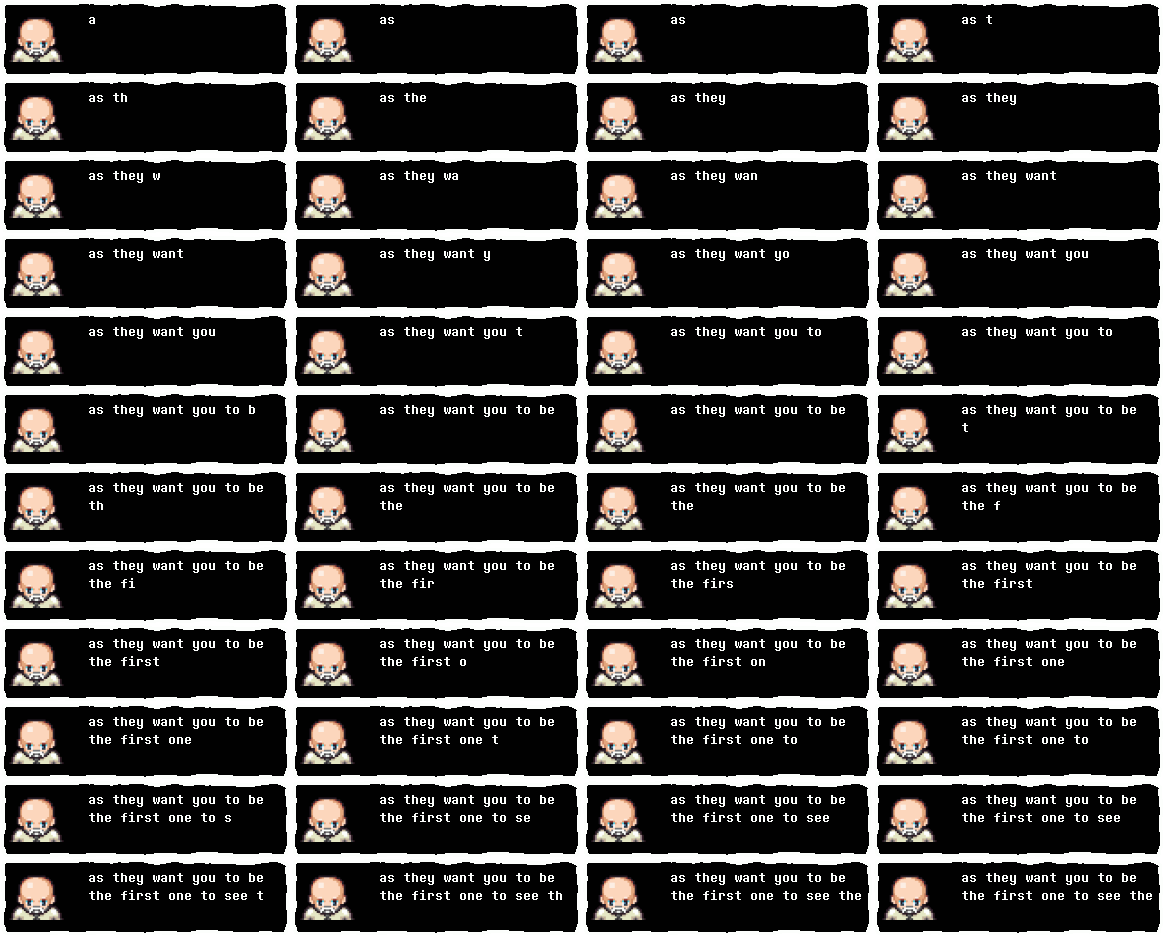 a
as
as
as t
as th
as the
as they
as they
as they w
as they wa
as they wan
as they want
as they want
as they want y
as they want yo
as they want you
as they want you
as they want you t
as they want you to
as they want you to
as they want you to b
as they want you to be
as they want you to be
as they want you to be
t
as they want you to be
th
as they want you to be
the
as they want you to be
the
as they want you to be
the f
as they want you to be
the fi
as they want you to be
the fir
as they want you to be
the firs
as they want you to be
the first
as they want you to be
the first
as they want you to be
the first o
as they want you to be
the first on
as they want you to be
the first one
as they want you to be
the first one
as they want you to be
the first one t
as they want you to be
the first one to
as they want you to be
the first one to
as they want you to be
the first one to s
as they want you to be
the first one to se
as they want you to be
the first one to see
as they want you to be
the first one to see
as they want you to be
the first one to see t
as they want you to be
the first one to see th
as they want you to be
the first one to see the
as they want you to be
the first one to see the